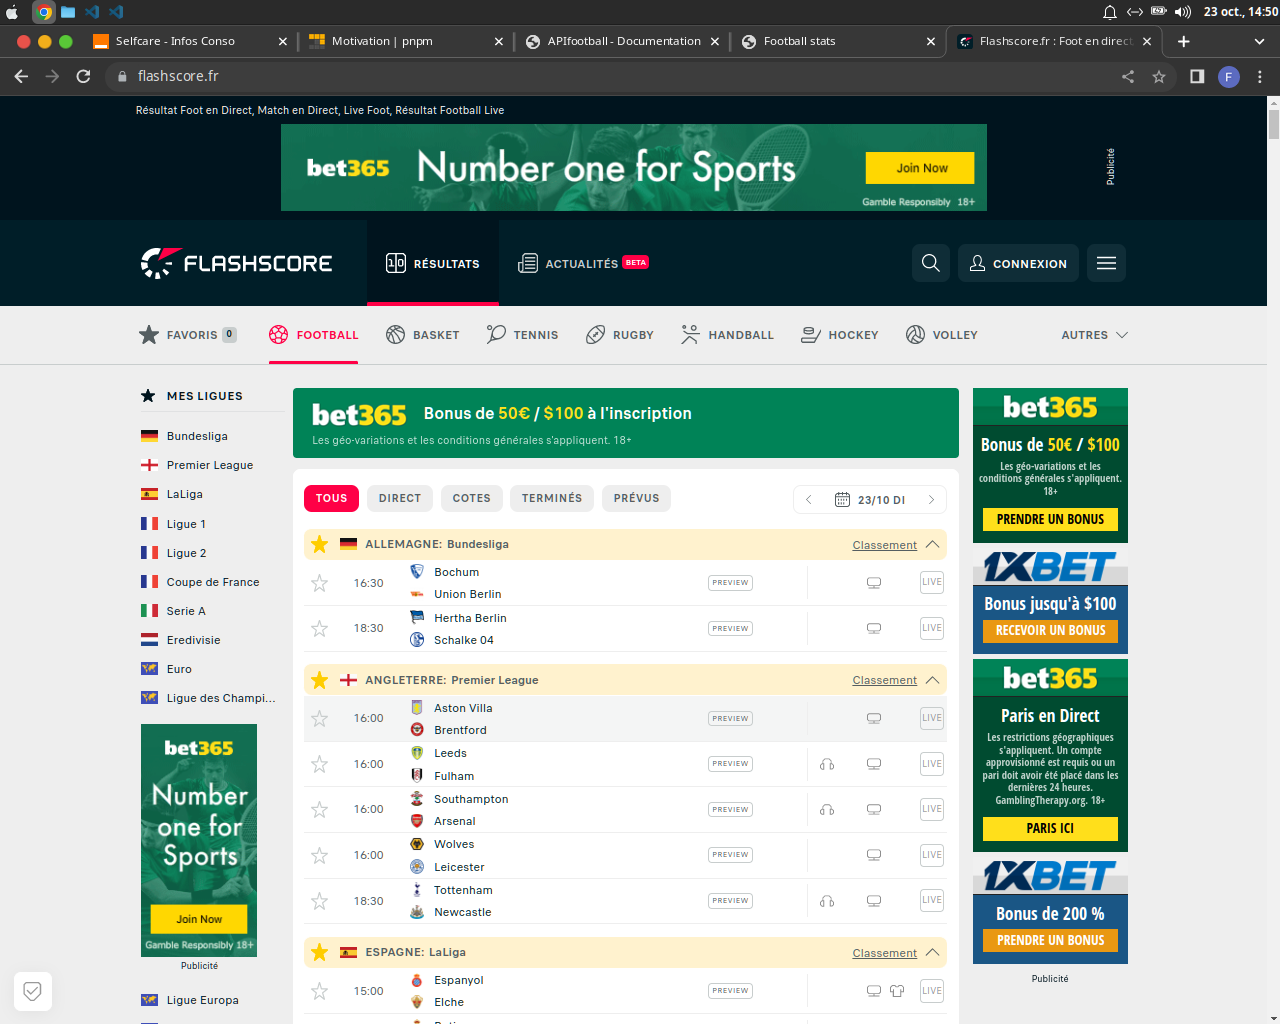 23 oct., 14:50
Selfcare - Infos Conso
Motivation | pnpm
APIfootball - Documentation
Football stats
Flashscore.fr : Foot en direct,
flashscore.fr
F
Résultat Foot en Direct, Match en Direct, Live Foot, Résultat Football Live
bet365
Number one for Sports
Join Now
Gamble Responsibly 18+
Publicité
FLASHSCORE
RÉSULTATS
ACTUALITÉS BETA
CONNEXION
FAVORIS 0
FOOTBALL
BASKET
TENNIS
RUGBY
HANDBALL
HOCKEY
VOLLEY
AUTRES
MES LIGUES
Bundesliga
Premier League
LaLiga
Ligue 1
Ligue 2
Coupe de France
Serie A
Eredivisie
Euro
Ligue des Champi...
bet365
Number
one for
Sports
Join Now
Gamble Responsibly 18+
Publicité
Ligue Europa
bet365 Bonus de 50€ / $100 à l'inscription
Les géo-variations et les conditions générales s'appliquent. 18+
TOUS DIRECT COTES TERMINÉS PRÉVUS 23/10 DI
ALLEMAGNE: Bundesliga Classement
16:30 Bochum PREVIEW LIVE
Union Berlin
18:30 Hertha Berlin PREVIEW LIVE
Schalke 04
ANGLETERRE: Premier League Classement
16:00 Aston Villa PREVIEW LIVE
Brentford
16:00 Leeds PREVIEW LIVE
Fulham
16:00 Southampton PREVIEW LIVE
Arsenal
16:00 Wolves PREVIEW LIVE
Leicester
18:30 Tottenham PREVIEW LIVE
Newcastle
ESPAGNE: LaLiga Classement
15:00 Espanyol PREVIEW LIVE
Elche
bet365
Bonus de 50€ / $100
Les géo-variations et les
conditions générales s'appliquent.
18+
PRENDRE UN BONUS
1XBET
Bonus jusqu'à $100
RECEVOIR UN BONUS
bet365
Paris en Direct
Les restrictions géographiques
s'appliquent. Un compte
approvisionné est requis ou un
pari doit avoir été placé dans les
dernières 24 heures.
GamblingTherapy.org. 18+
PARIS ICI
1XBET
Bonus de 200 %
PRENDRE UN BONUS
Publicité